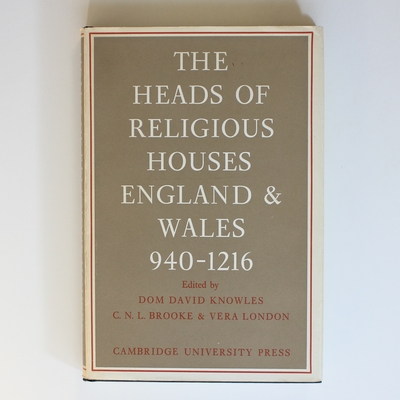 THE
HEADS OF
RELIGIOUS
HOUSES
ENGLAND &
WALES
940-1216
Edited by
DOM DAVID KNOWLES
C. N. L. BROOKE & VERA LONDON
CAMBRIDGE UNIVERSITY PRESS